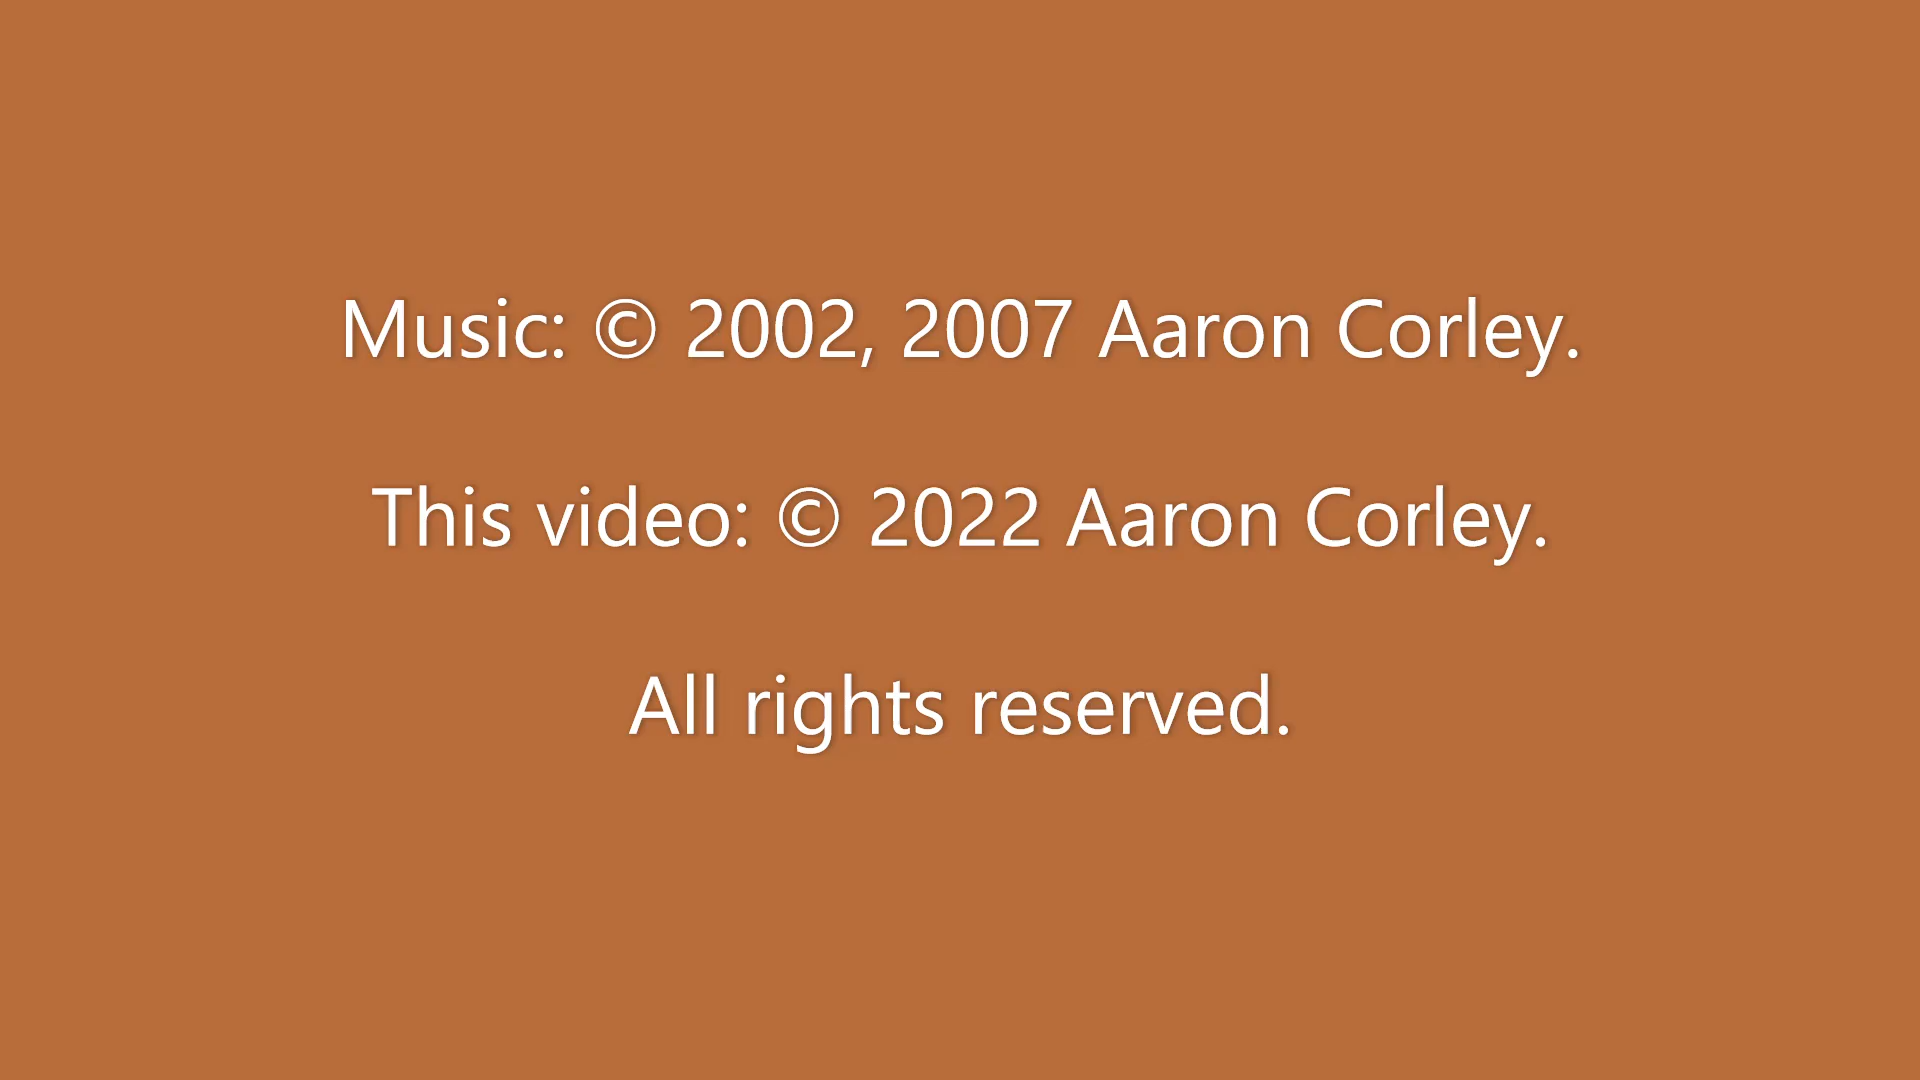 Music: © 2002, 2007 Aaron Corley.
This video: © 2022 Aaron Corley.
All rights reserved.